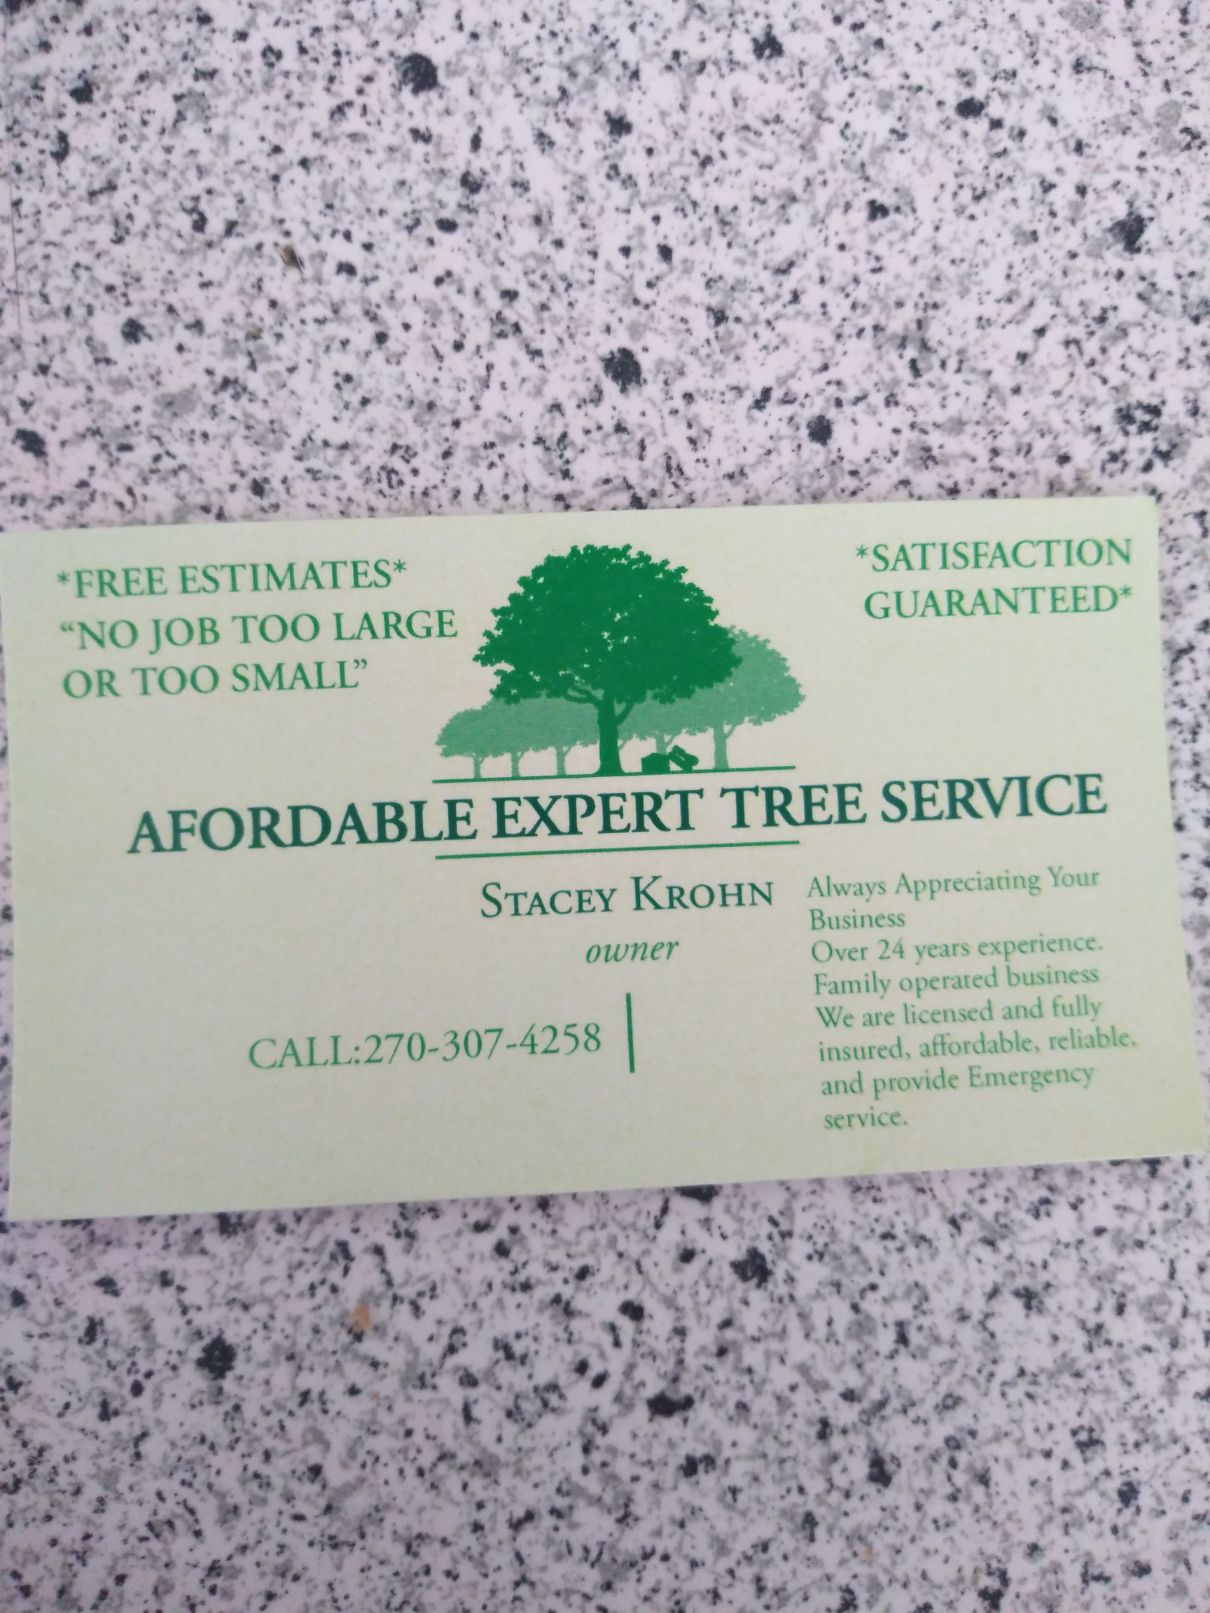 *FREE ESTIMATES*
“NO JOB TOO LARGE
OR TOO SMALL”
*SATISFACTION
GUARANTEED*
AFORDABLE EXPERT TREE SERVICE
STACEY KROHN
owner
CALL:270-307-4258
Always Appreciating Your
Business
Over 24 years experience.
Family operated business
We are licensed and fully
insured, affordable, reliable,
and provide Emergency
service.